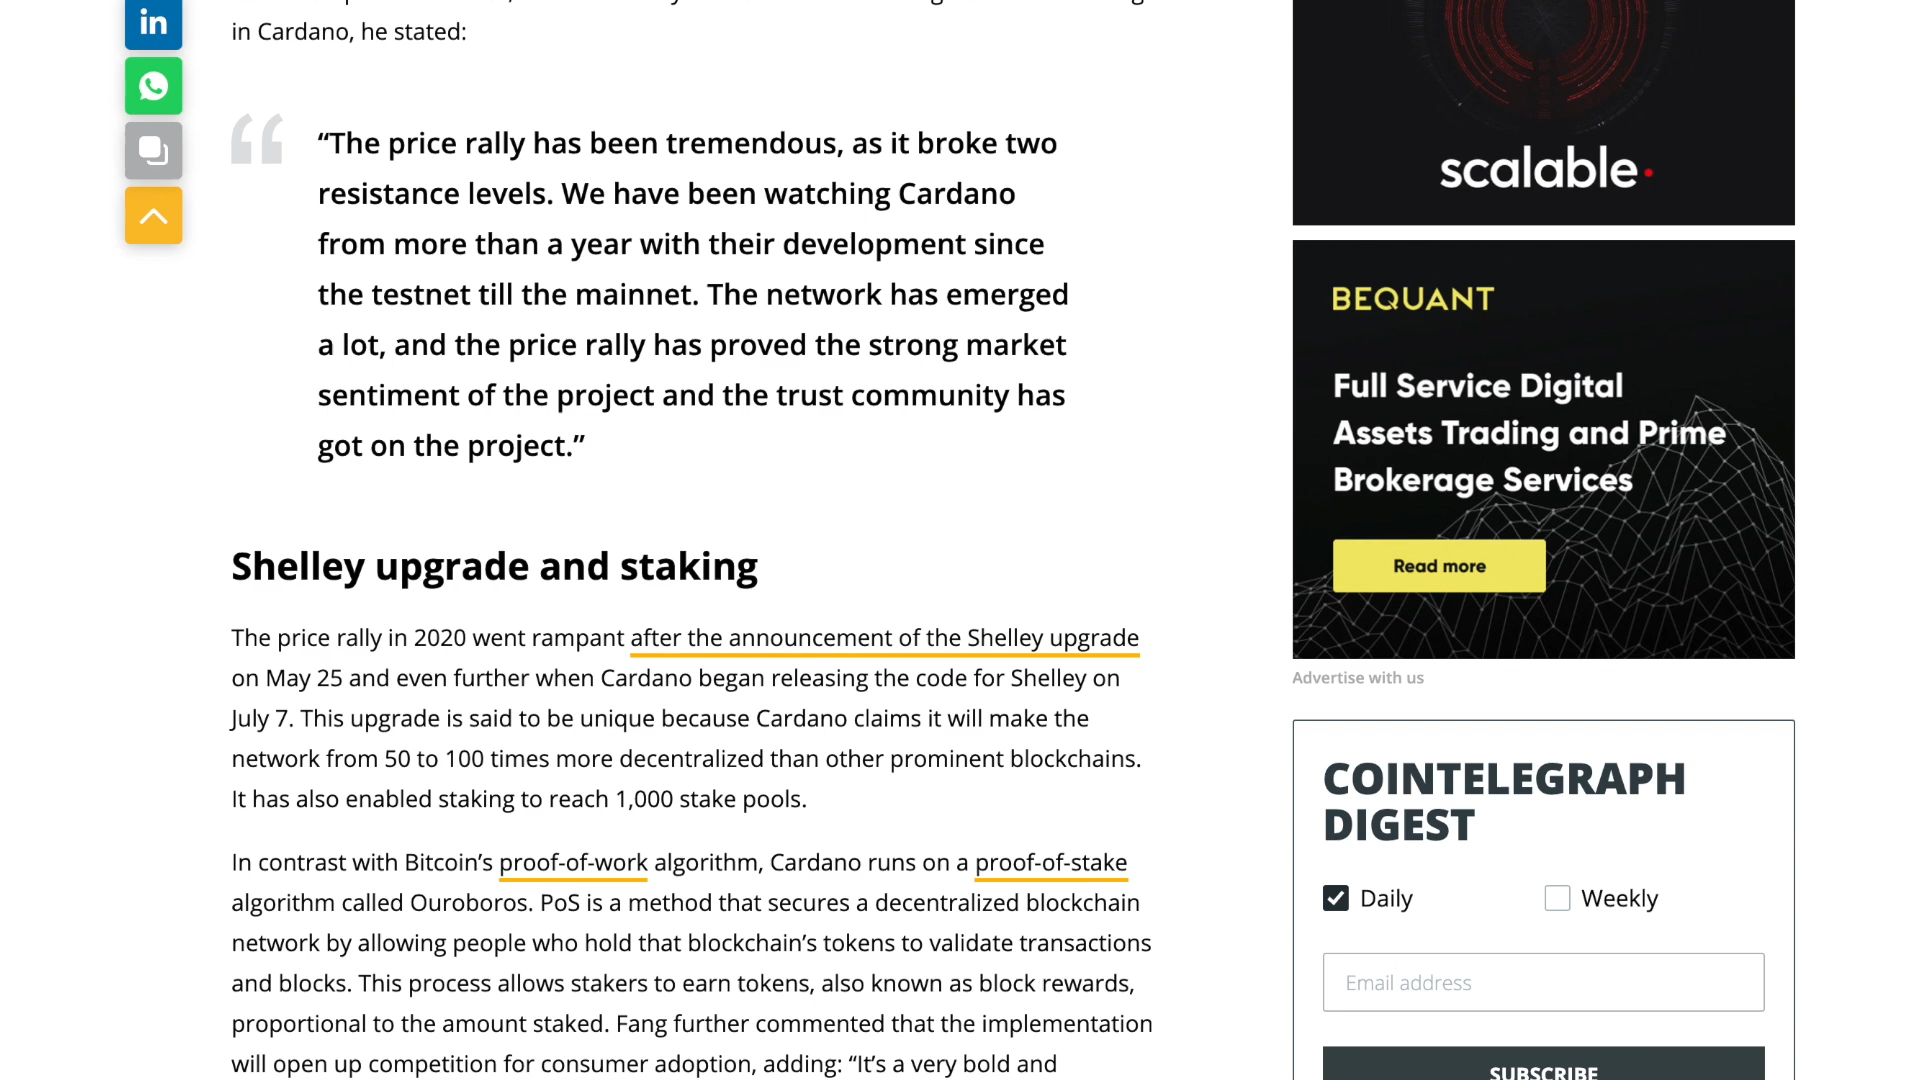 in Cardano, he stated:
“The price rally has been tremendous, as it broke two
resistance levels. We have been watching Cardano
from more than a year with their development since
the testnet till the mainnet. The network has emerged
a lot, and the price rally has proved the strong market
sentiment of the project and the trust community has
got on the project.”
Shelley upgrade and staking
The price rally in 2020 went rampant after the announcement of the Shelley upgrade
on May 25 and even further when Cardano began releasing the code for Shelley on
July 7. This upgrade is said to be unique because Cardano claims it will make the
network from 50 to 100 times more decentralized than other prominent blockchains.
It has also enabled staking to reach 1,000 stake pools.
In contrast with Bitcoin’s proof-of-work algorithm, Cardano runs on a proof-of-stake
algorithm called Ouroboros. PoS is a method that secures a decentralized blockchain
network by allowing people who hold that blockchain’s tokens to validate transactions
and blocks. This process allows stakers to earn tokens, also known as block rewards,
proportional to the amount staked. Fang further commented that the implementation
will open up competition for consumer adoption, adding: “It’s a very bold and
in
scalable
BEQUANT
Full Service Digital
Assets Trading and Prime
Brokerage Services
Read more
Advertise with us
COINTELEGRAPH
DIGEST
Daily
Weekly
Email address
SUBSCRIBE